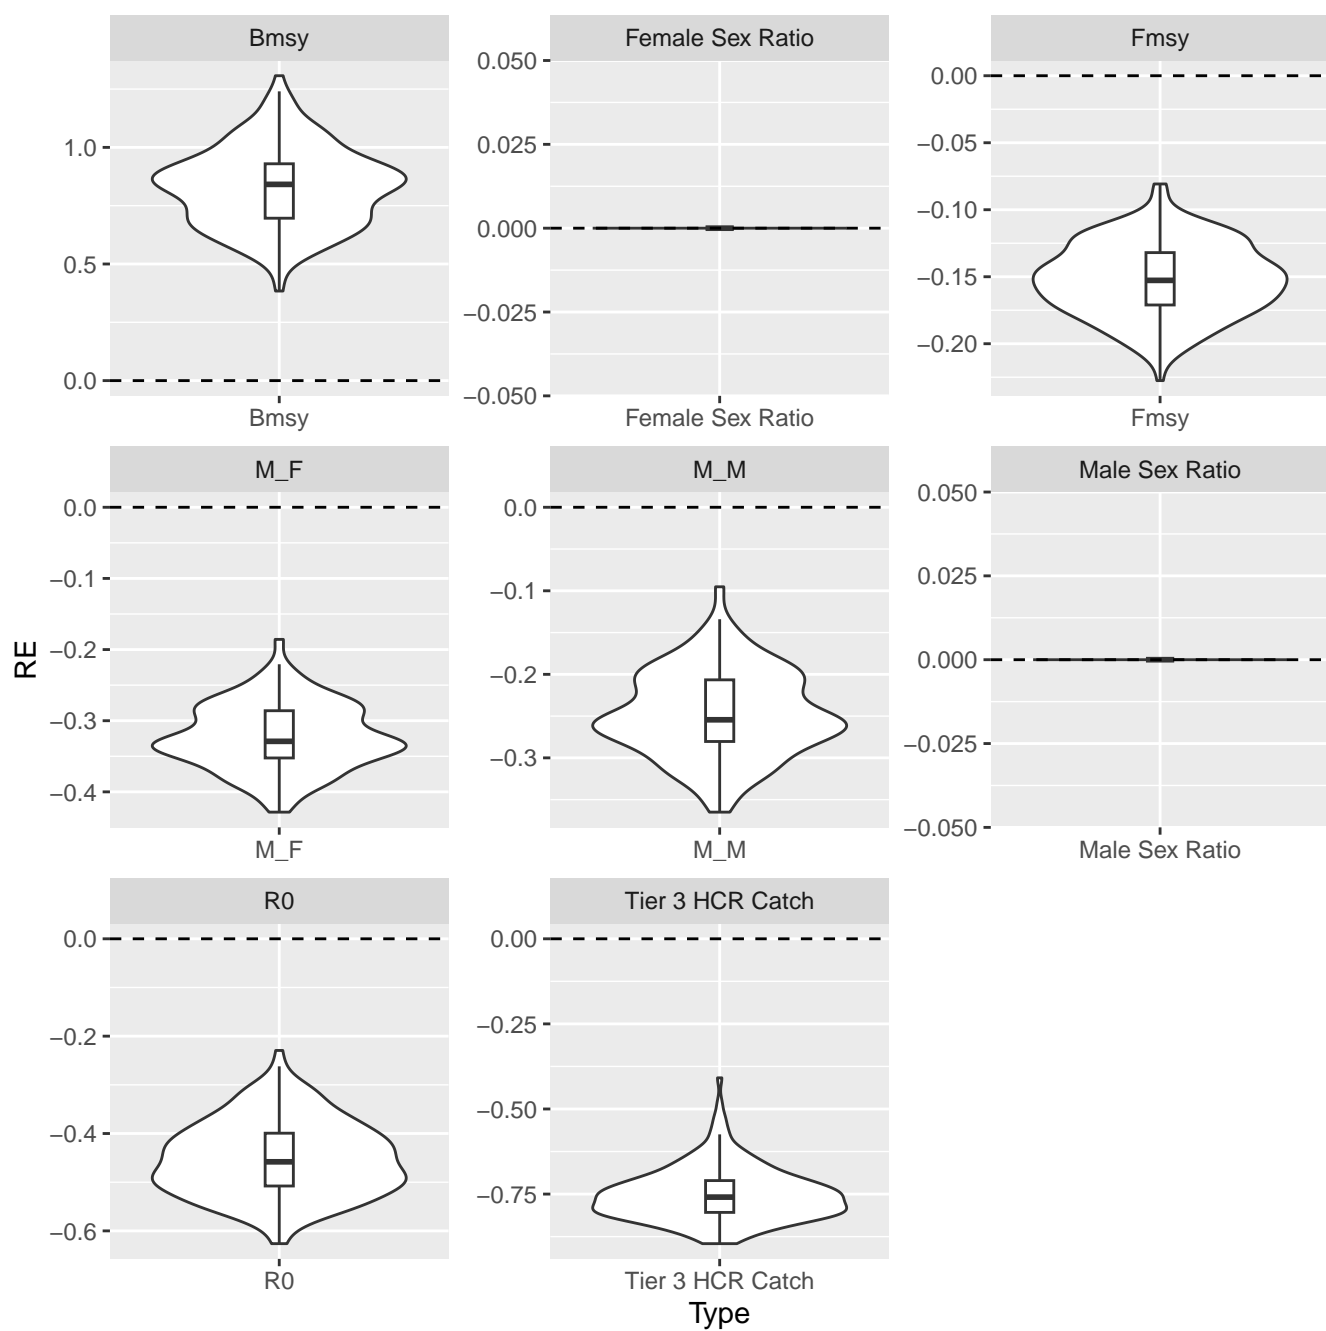 Bmsy
Female Sex Ratio
Fmsy
1.0
0.5
0.0
0.050
0.025
0.000
−0.025
−0.050
0.00
−0.05
−0.10
−0.15
−0.20
Bmsy
Female Sex Ratio
Fmsy
M_F
M_M
Male Sex Ratio
0.0
−0.1
−0.2
−0.3
−0.4
0.0
−0.1
−0.2
−0.3
0.050
0.025
0.000
−0.025
−0.050
M_F
M_M
Male Sex Ratio
R0
Tier 3 HCR Catch
0.0
−0.2
−0.4
−0.6
0.00
−0.25
−0.50
−0.75
R0
Tier 3 HCR Catch
RE
Type